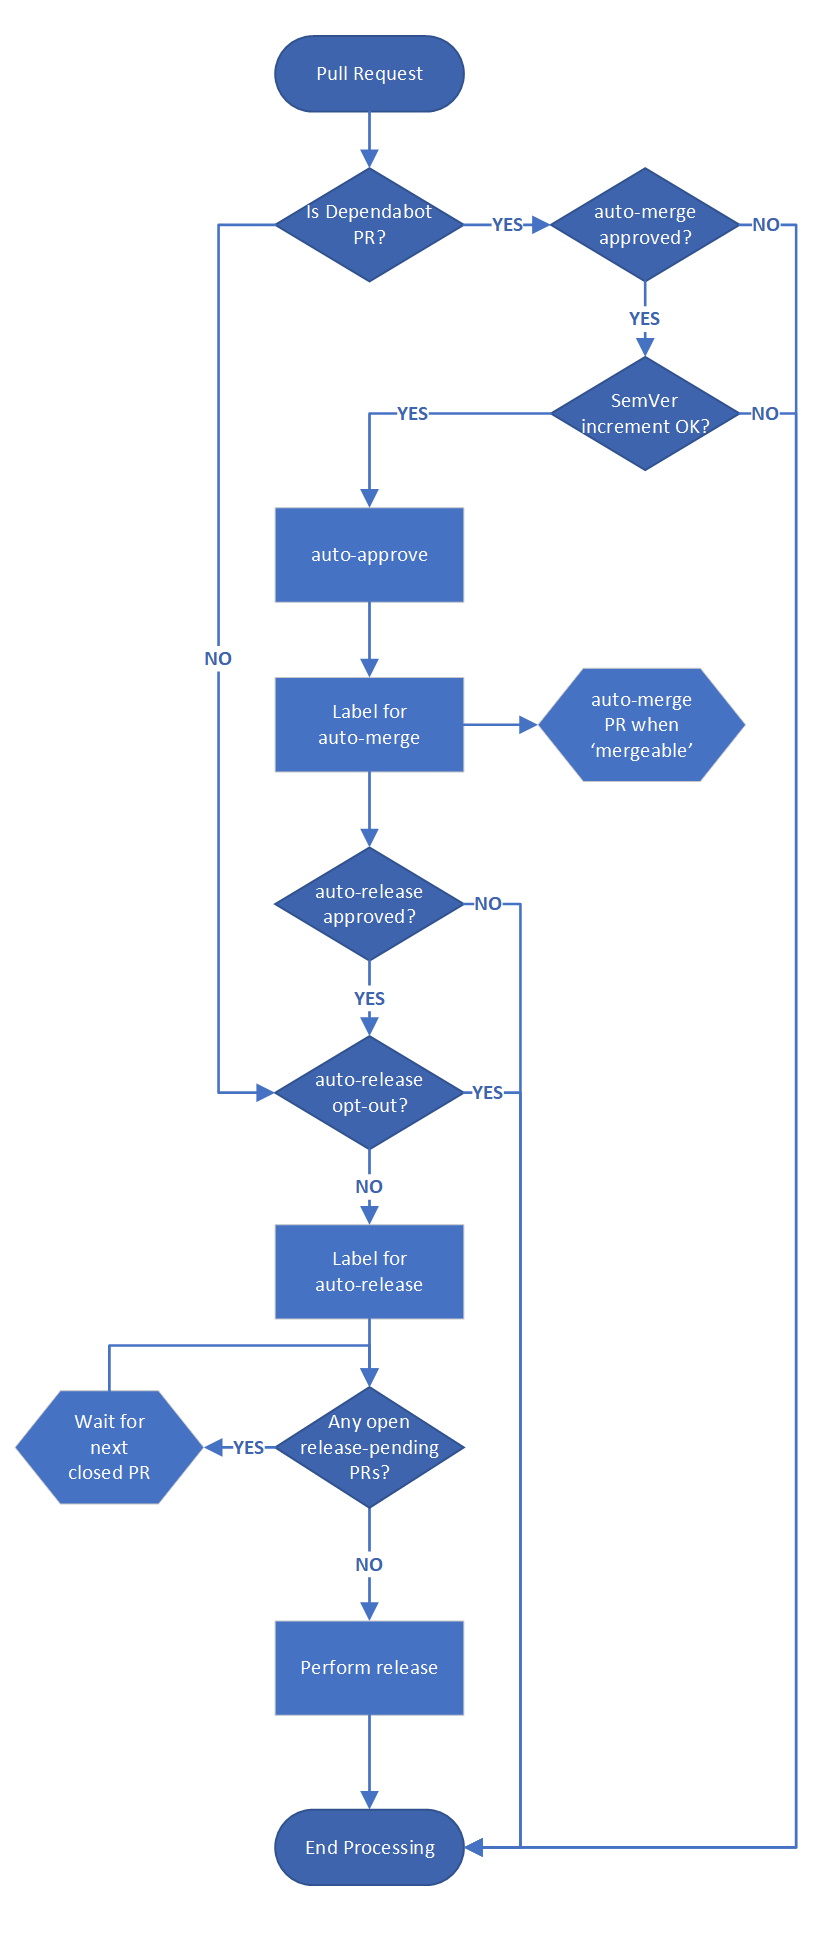 Pull Request
Is Dependabot
PR?
YES
auto-merge
approved?
NO
YES
SemVer
increment OK?
NO
YES
auto-approve
NO
Label for
auto-merge
auto-merge
PR when
‘mergeable’
auto-release
approved?
NO
YES
auto-release
opt-out?
YES
NO
Label for
auto-release
Any open
release-pending
PRs?
YES
Wait for
next
closed PR
NO
Perform release
End Processing